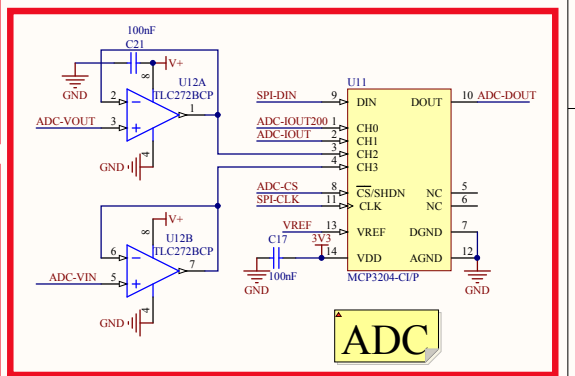 100nF
C21
V+
8
U12A
TLC272BCP
GND
2
1
ADC-VOUT
3
4
GND
V+
8
U12B
TLC272BCP
6
7
ADC-VIN
5
4
GND
U11
SPI-DIN 9 DIN DOUT 10 ADC-DOUT
ADC-IOUT200 1 CH0
ADC-IOUT 2 CH1
3 CH2
4 CH3
ADC-CS 8 CS/SHDN NC 5
SPI-CLK 11 CLK NC 6
VREF 13 VREF DGND 7
C17 3V3 14 VDD AGND 12
100nF
GND
MCP3204-CI/P
GND
ADC